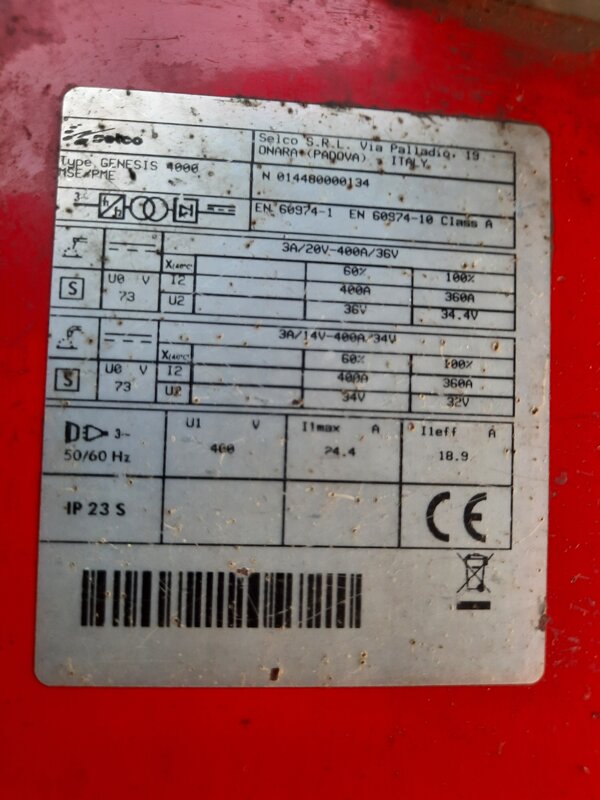 Selco
Selco S.R.L. Via Palladio, 19
ONARA (PADOVA) - ITALY
Type GENESIS 4000
MSE/PME
N 014480000134
3~
f1
f2
EN 60974-1 EN 60974-10 Class A
3A/20V-400A/36V
X(40°C) 60% 100%
S
U0 V
73
I2 400A 360A
U2 36V 34.4V
3A/14V-400A/34V
X(40°C) 60% 100%
S
U0 V
73
I2 400A 360A
U2 34V 32V
3~
50/60 Hz
U1 V
400
I1max A
24.4
I1eff A
18.9
IP 23 S
CE